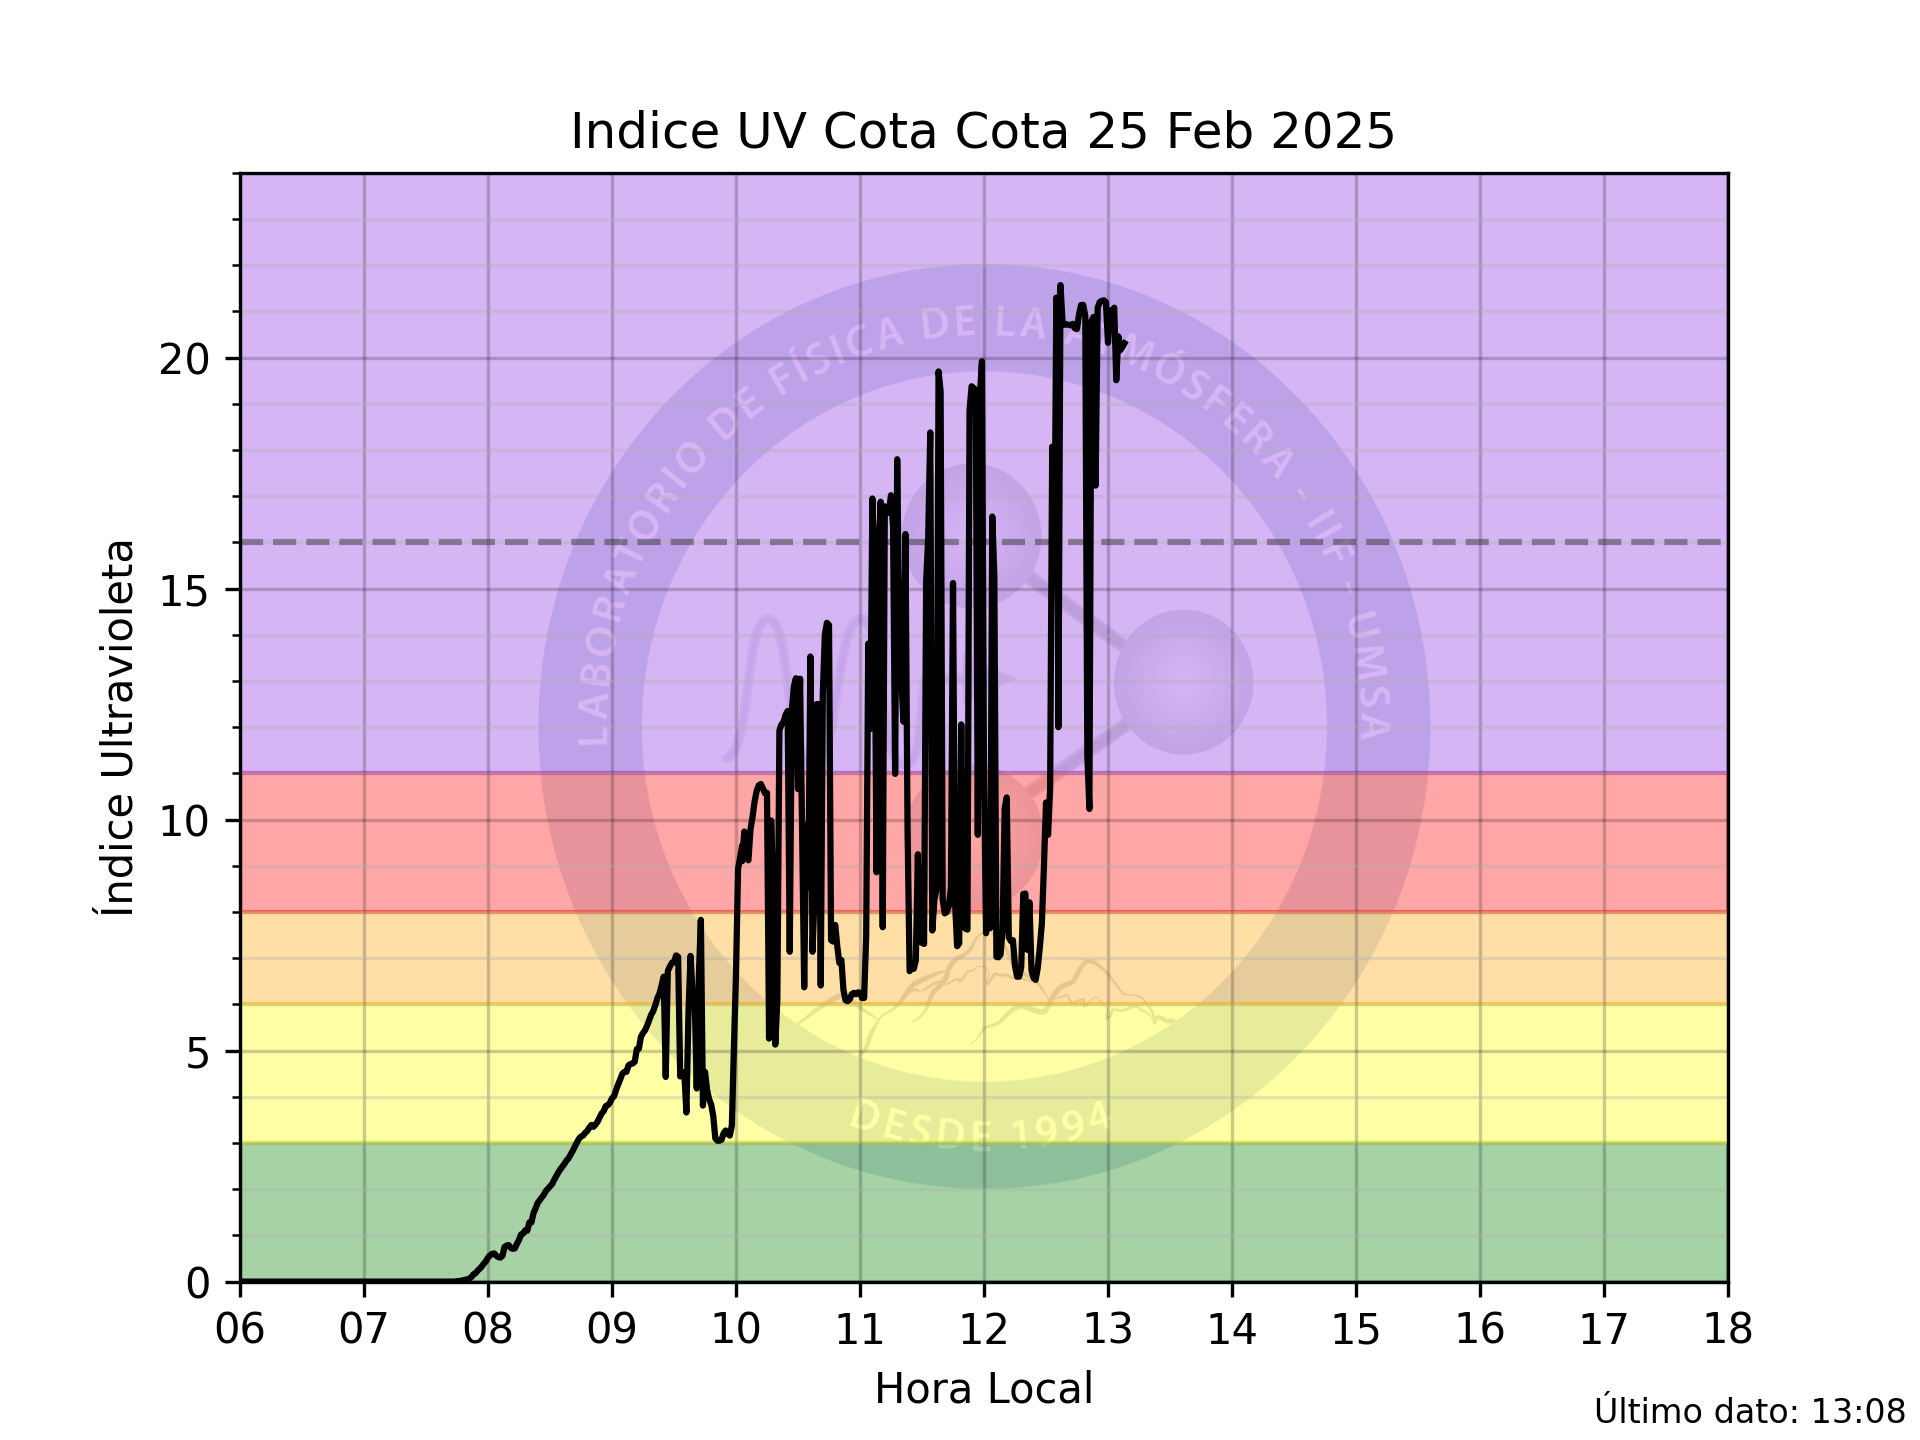 Indice UV Cota Cota 25 Feb 2025
Índice Ultravioleta
20
15
10
5
0
06 07 08 09 10 11 12 13 14 15 16 17 18
Hora Local
Último dato: 13:08
LABORATORIO DE FÍSICA DE LA ATMÓSFERA - IIF - UMSA
DESDE 1994